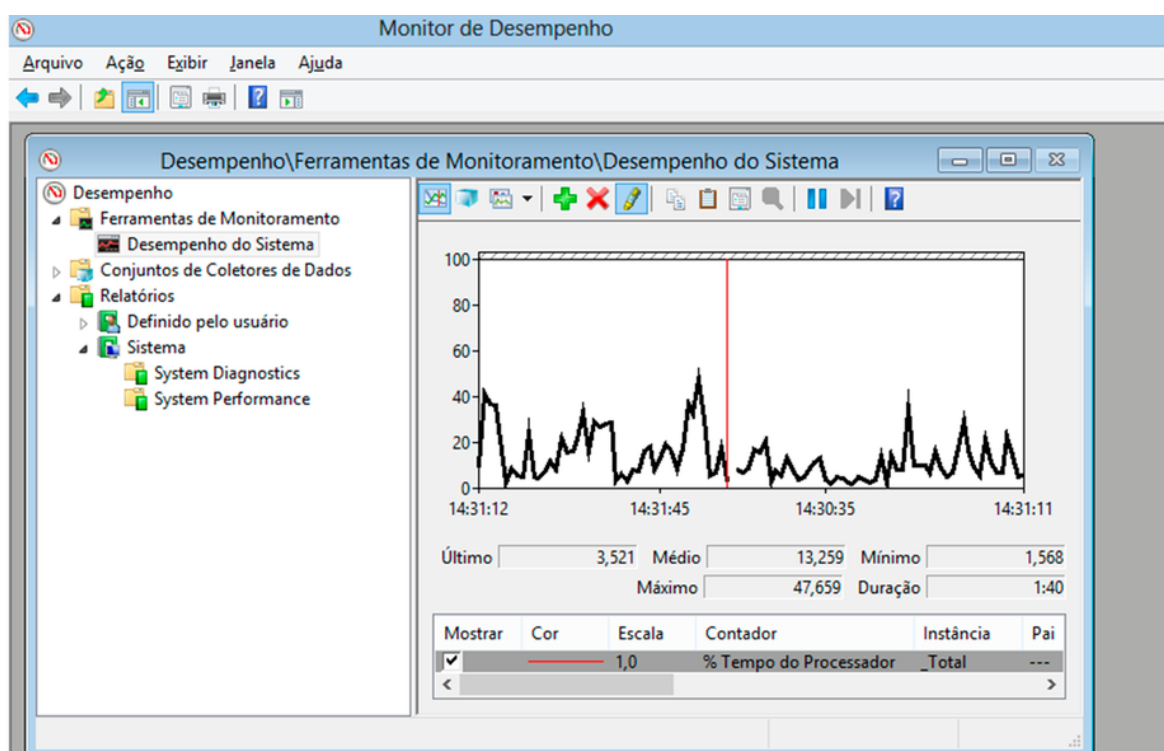 Monitor de Desempenho
Arquivo Ação Exibir Janela Ajuda
Desempenho\Ferramentas de Monitoramento\Desempenho do Sistema
Desempenho
Ferramentas de Monitoramento
Desempenho do Sistema
Conjuntos de Coletores de Dados
Relatórios
Definido pelo usuário
Sistema
System Diagnostics
System Performance
100
80
60
40
20
0
14:31:12 14:31:45 14:30:35 14:31:11
Último 3,521 Médio 13,259 Mínimo 1,568
Máximo 47,659 Duração 1:40
Mostrar Cor Escala Contador Instância Pai
1,0 % Tempo do Processador _Total ---